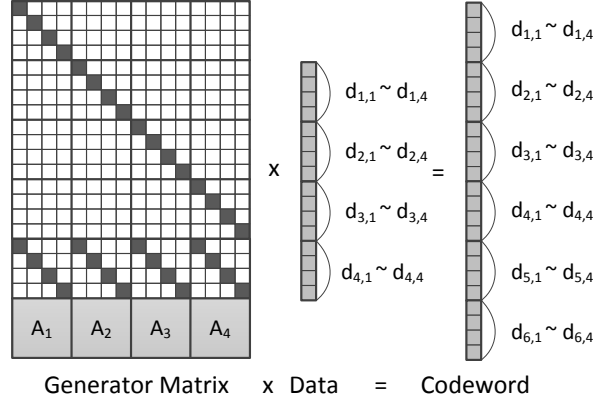 d1,1 ~ d1,4
d1,1 ~ d1,4
d2,1 ~ d2,4
d2,1 ~ d2,4
x
=
d3,1 ~ d3,4
d3,1 ~ d3,4
d4,1 ~ d4,4
d4,1 ~ d4,4
d5,1 ~ d5,4
A1 A2 A3 A4
d6,1 ~ d6,4
Generator Matrix x Data = Codeword